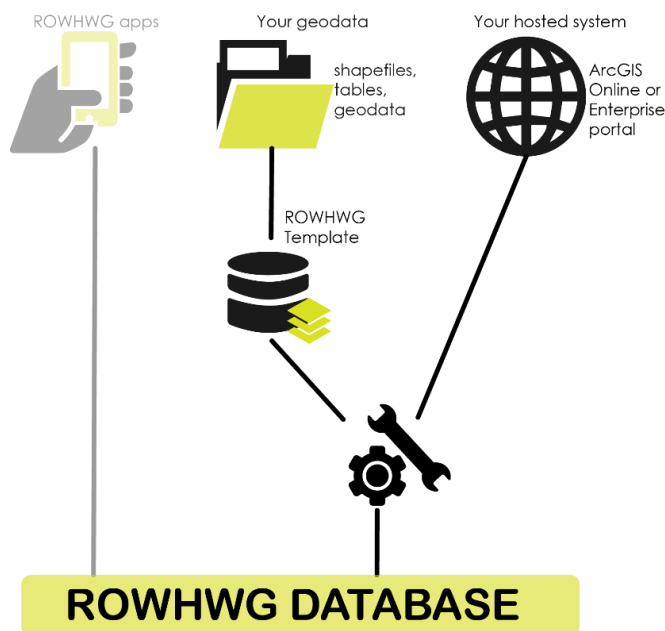 ROWHWG apps
Your geodata
Your hosted system
shapefiles,
tables,
geodata
ArcGIS
Online or
Enterprise
portal
ROWHWG
Template
ROWHWG DATABASE